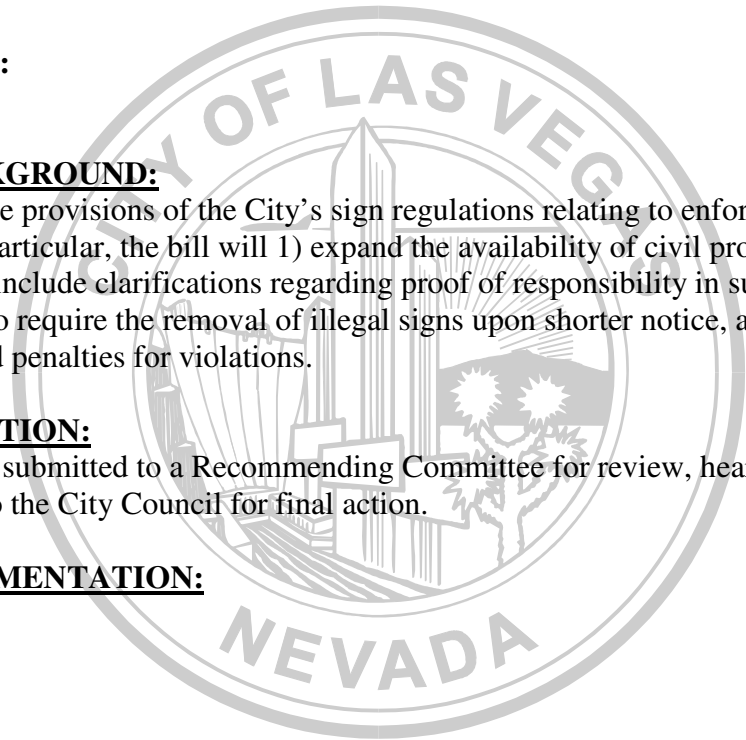 :
KGROUND:
e provisions of the City's sign regulations relating to enfor
articular, the bill will 1) expand the availability of civil pro
include clarifications regarding proof of responsibility in su
o require the removal of illegal signs upon shorter notice, a
d penalties for violations.
TION:
submitted to a Recommending Committee for review, hear
o the City Council for final action.
MENTATION:
CITY OF LAS VEGAS
NEVADA